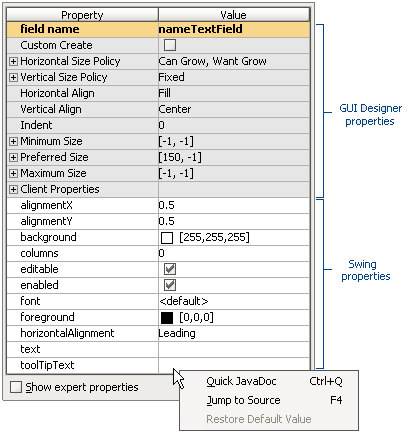 Property Value
field name nameTextField
Custom Create
Horizontal Size Policy Can Grow, Want Grow
Vertical Size Policy Fixed
Horizontal Align Fill
Vertical Align Center
Indent 0
Minimum Size [-1, -1]
Preferred Size [150, -1]
Maximum Size [-1, -1]
Client Properties
GUI Designer
properties
alignmentX 0.5
alignmentY 0.5
background [255,255,255]
columns 0
editable
enabled
font <default>
foreground [0,0,0]
horizontalAlignment Leading
text
toolTipText
Swing
properties
Show expert properties
Quick JavaDoc Ctrl+Q
Jump to Source F4
Restore Default Value